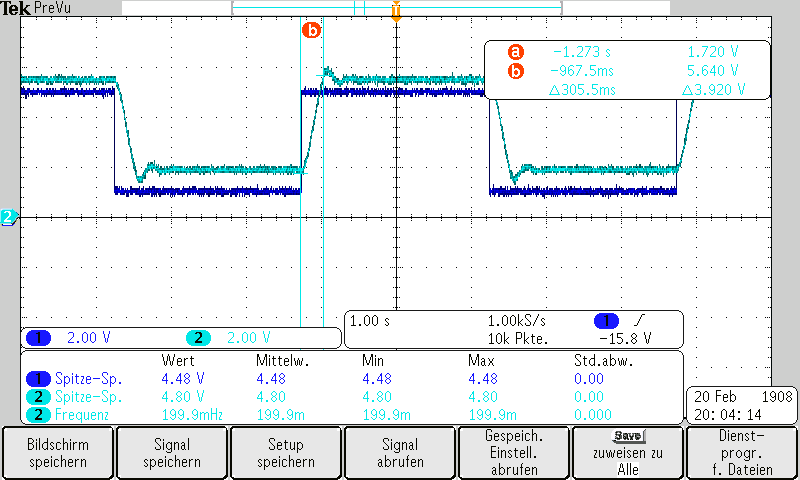 Tek PreVu
T
b
a -1.273 s 1.720 V
b -967.5ms 5.640 V
△305.5ms △3.920 V
2
1 2.00 V 2 2.00 V
1.00 s 1.00kS/s 1
10k Pkte. -15.8 V
Wert Mittelw. Min Max Std.abw.
1 Spitze-Sp. 4.48 V 4.48 4.48 4.48 0.00
2 Spitze-Sp. 4.80 V 4.80 4.80 4.80 0.00
2 Frequenz 199.9mHz 199.9m 199.9m 199.9m 0.000
20 Feb 1908
20:04:14
Bildschirm
speichern
Signal
speichern
Setup
speichern
Signal
abrufen
Gespeich.
Einstell.
abrufen
Save
zuweisen zu
Alle
Dienst-
progr.
f. Dateien